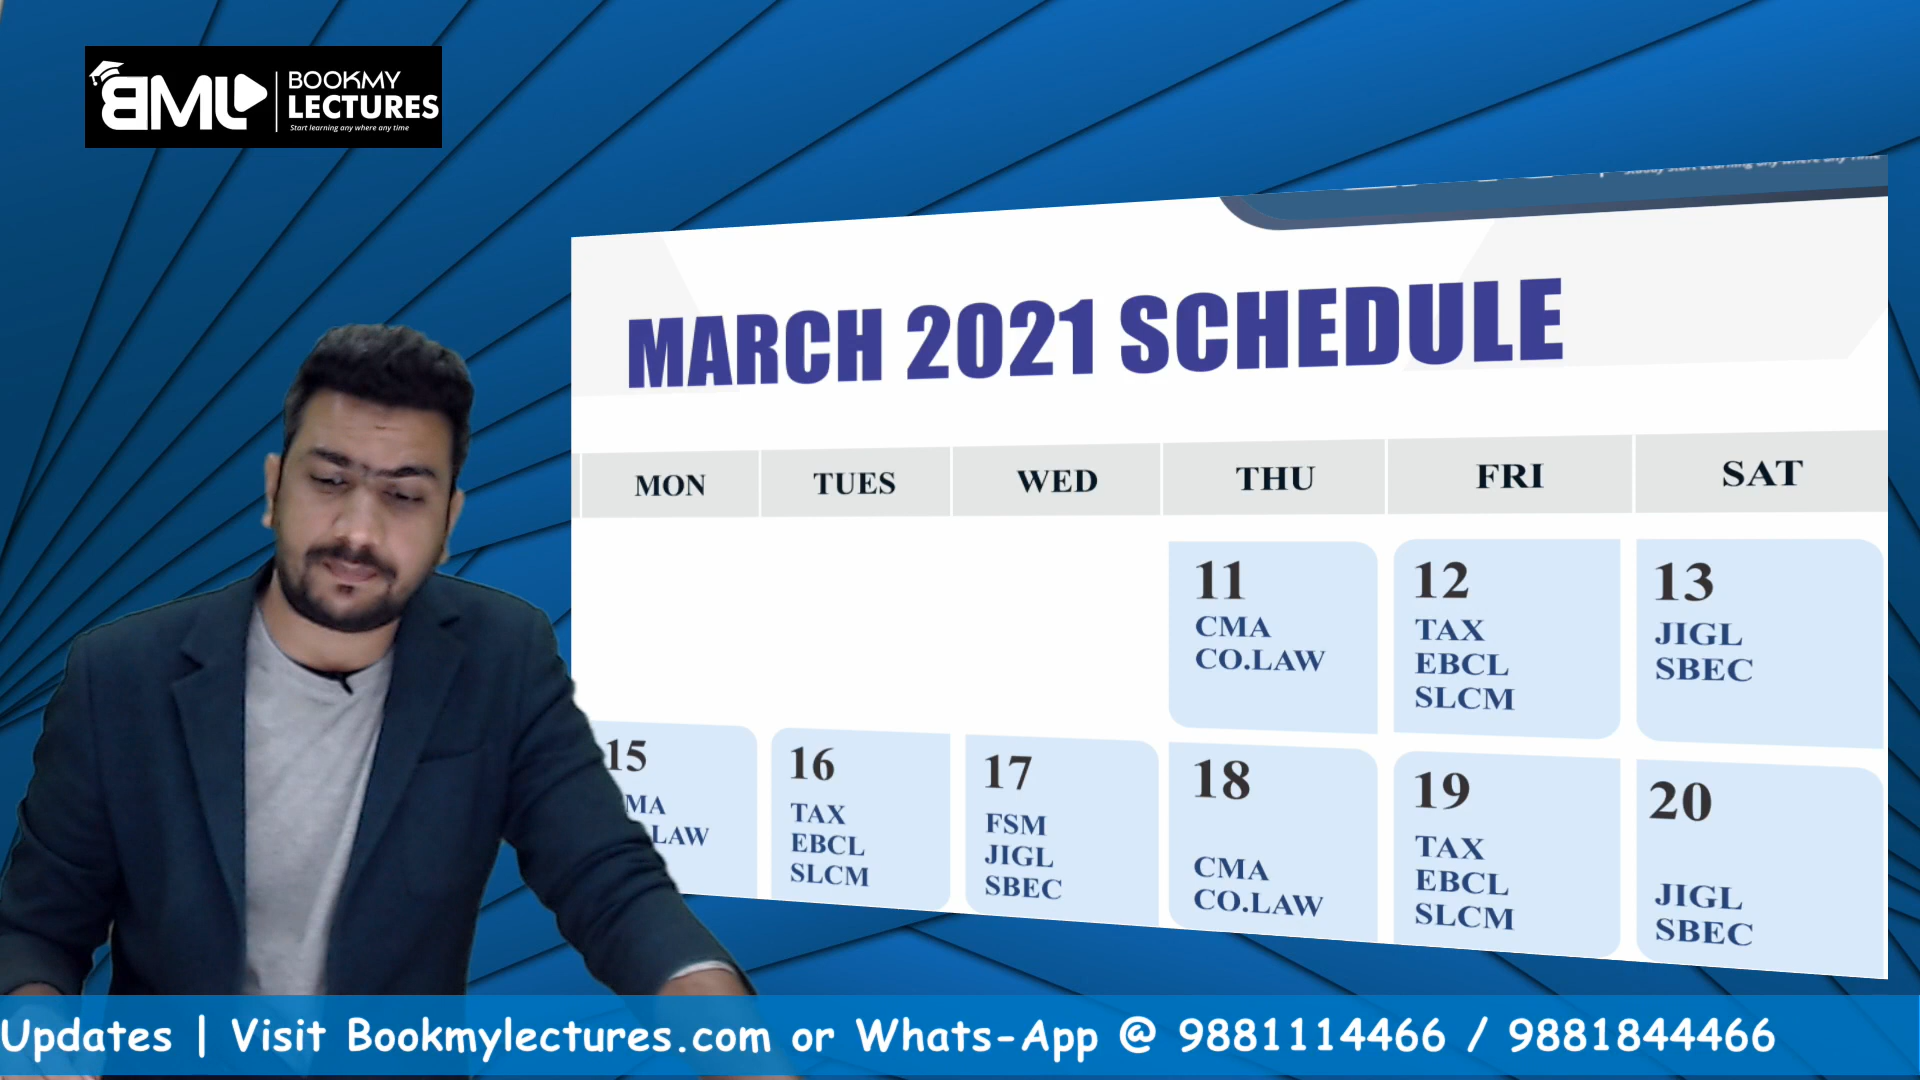 BML
BOOKMY
LECTURES
Start learning any where any time
MARCH 2021 SCHEDULE
MON TUES WED THU FRI SAT
11
CMA
CO.LAW
12
TAX
EBCL
SLCM
13
JIGL
SBEC
15
MA
LAW
16
TAX
EBCL
SLCM
17
FSM
JIGL
SBEC
18
CMA
CO.LAW
19
TAX
EBCL
SLCM
20
JIGL
SBEC
Updates | Visit Bookmylectures.com or Whats-App @ 9881114466 / 9881844466